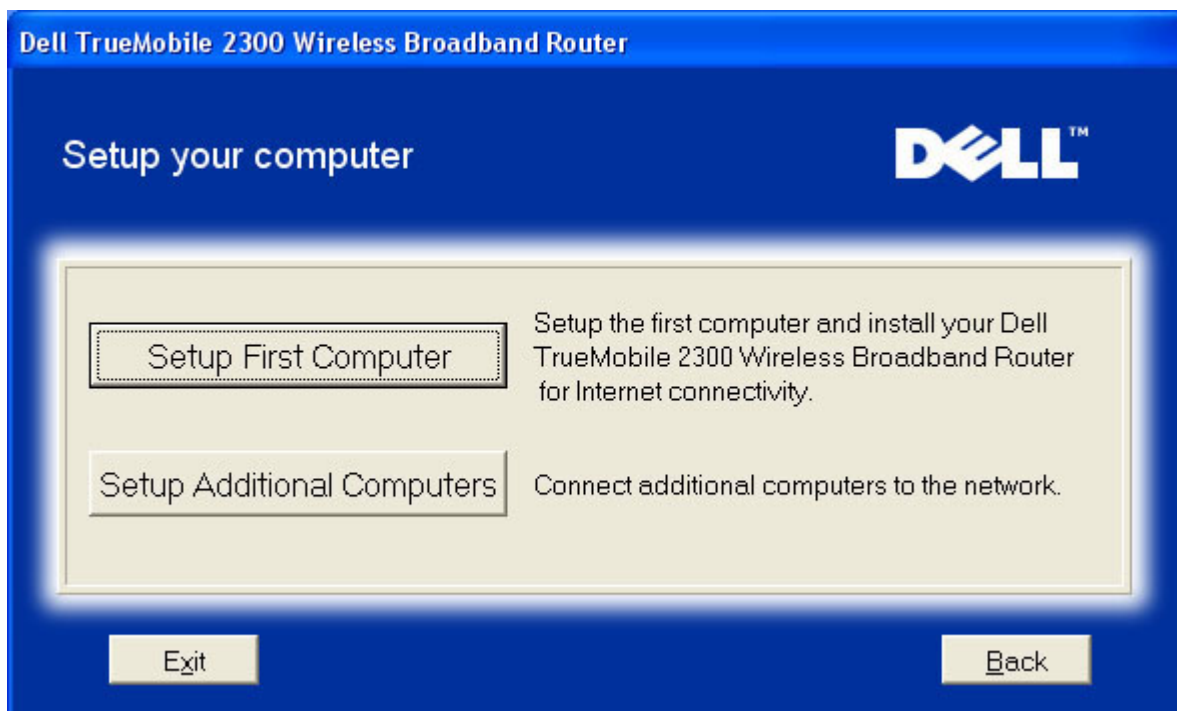 Dell TrueMobile 2300 Wireless Broadband Router
Setup your computer
DELL™
Setup First Computer
Setup the first computer and install your Dell
TrueMobile 2300 Wireless Broadband Router
for Internet connectivity.
Setup Additional Computers
Connect additional computers to the network.
Exit
Back